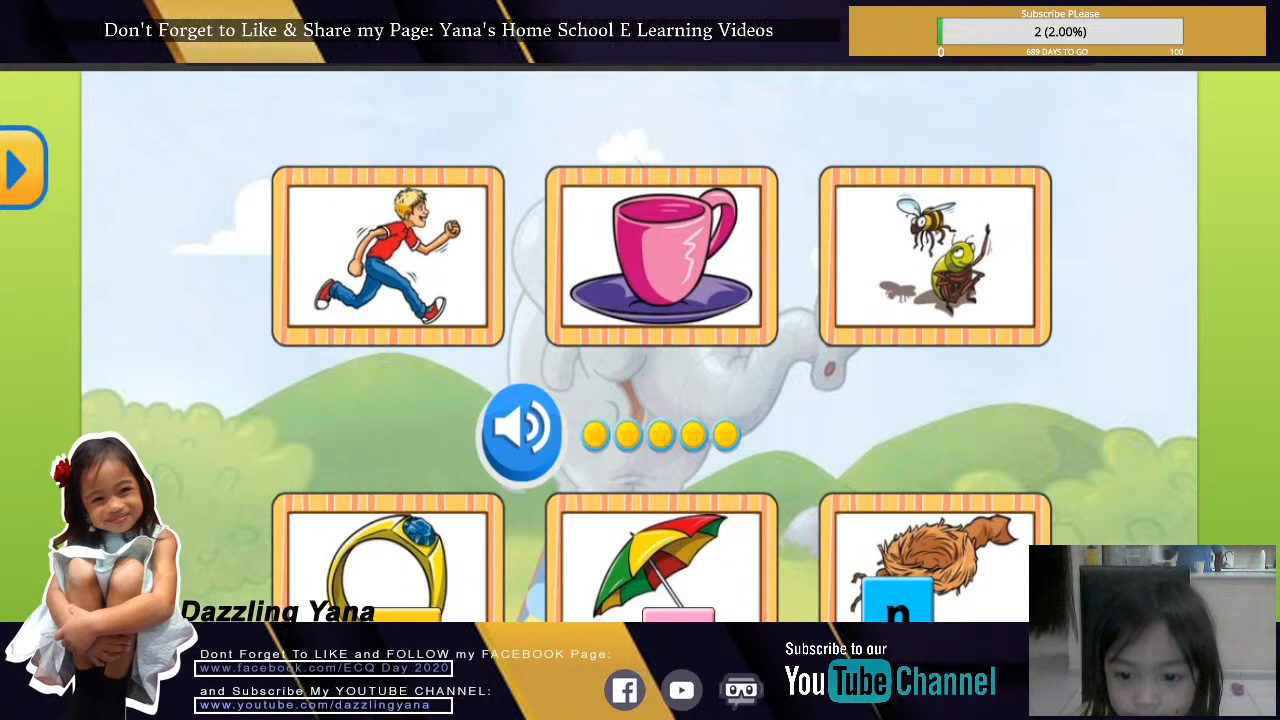 Don't Forget to Like & Share my Page: Yana's Home School E Learning Videos
Subscribe PLease
2 (2.00%)
0
689 DAYS TO GO
100
n
Dazzling Yana
Dont Forget To LIKE and FOLLOW my FACEBOOK Page:
www.facebook.com/ECQ Day 2020
and Subscribe My YOUTUBE CHANNEL:
www.youtube.com/dazzlingyana
Subscribe to our
YouTube Channel